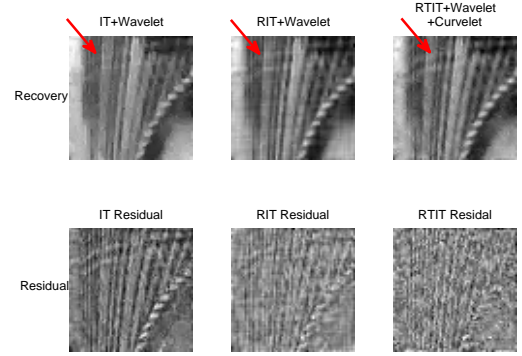 IT+Wavelet
RIT+Wavelet
RTIT+Wavelet
+Curvelet
Recovery
IT Residual
RIT Residual
RTIT Residal
Residual